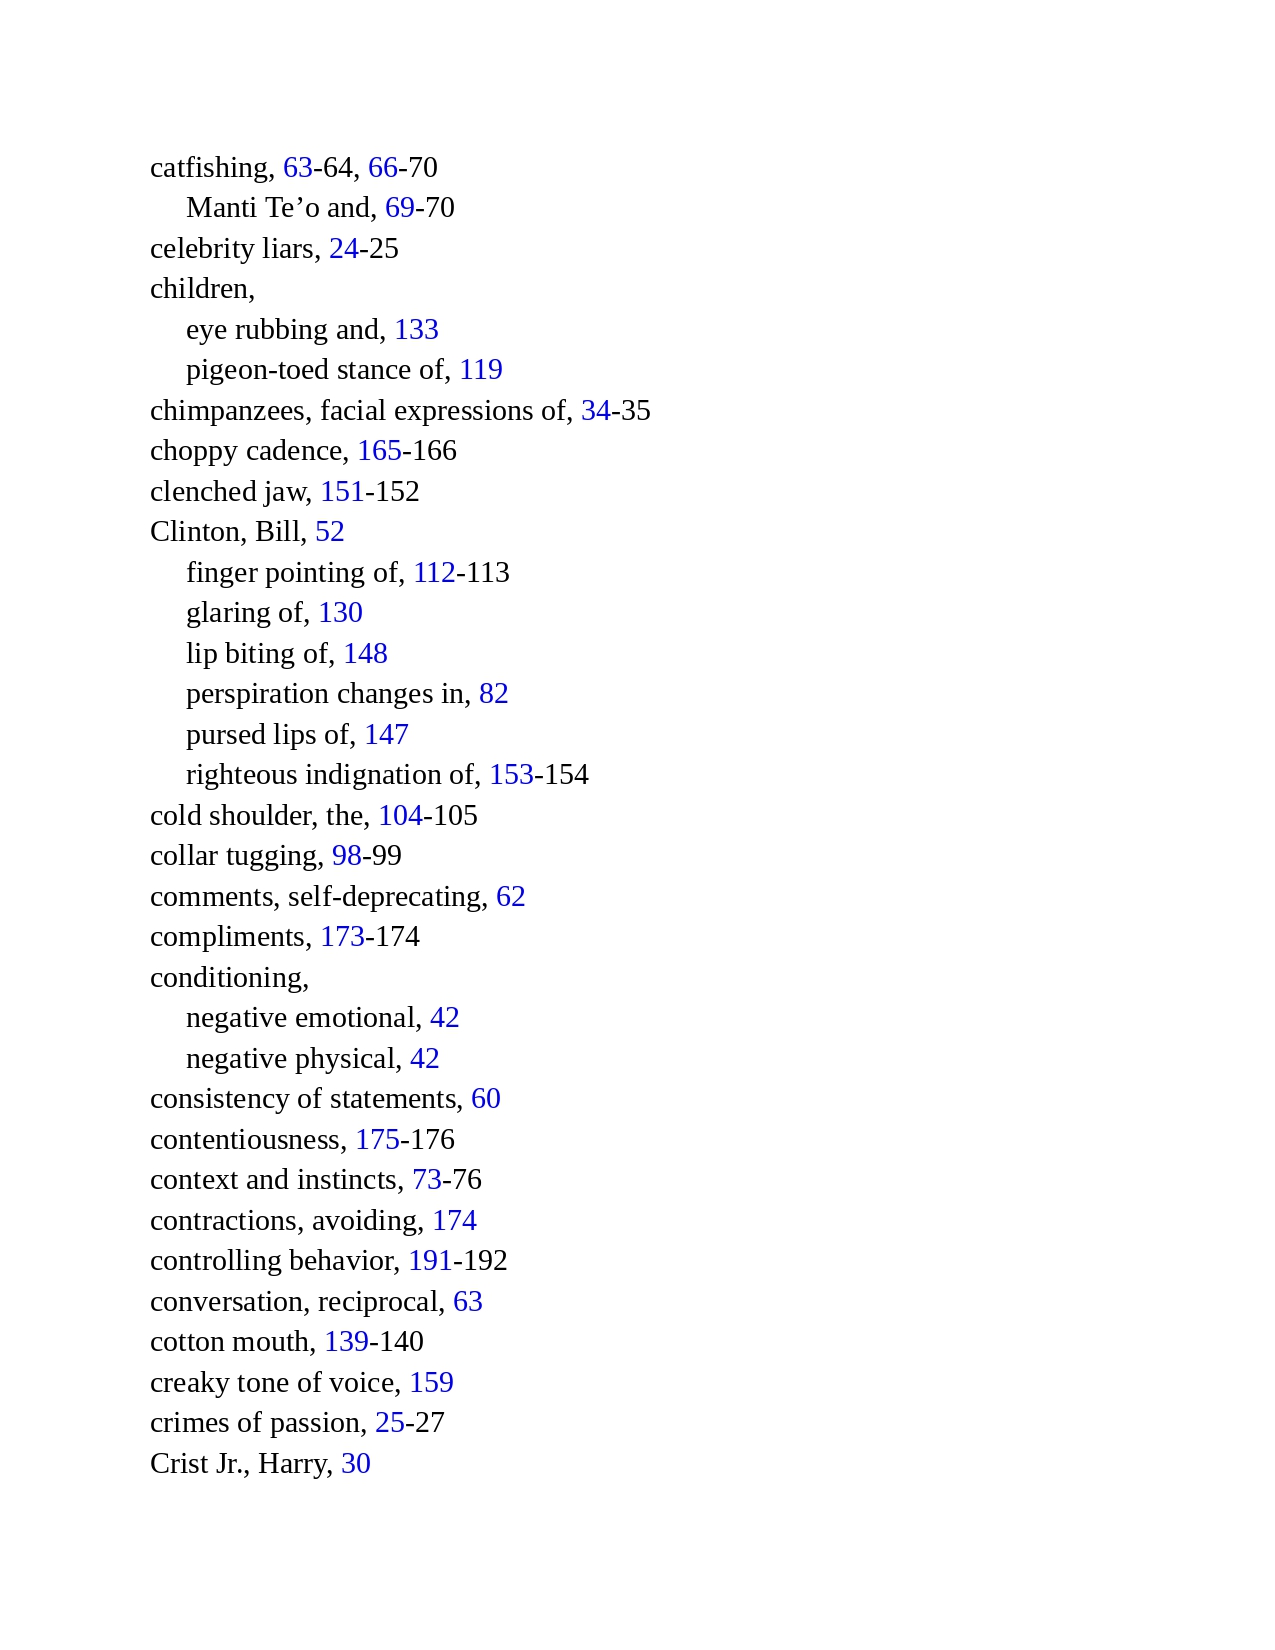 catfishing, 63-64, 66-70
Manti Te’o and, 69-70
celebrity liars, 24-25
children,
eye rubbing and, 133
pigeon-toed stance of, 119
chimpanzees, facial expressions of, 34-35
choppy cadence, 165-166
clenched jaw, 151-152
Clinton, Bill, 52
finger pointing of, 112-113
glaring of, 130
lip biting of, 148
perspiration changes in, 82
pursed lips of, 147
righteous indignation of, 153-154
cold shoulder, the, 104-105
collar tugging, 98-99
comments, self-deprecating, 62
compliments, 173-174
conditioning,
negative emotional, 42
negative physical, 42
consistency of statements, 60
contentiousness, 175-176
context and instincts, 73-76
contractions, avoiding, 174
controlling behavior, 191-192
conversation, reciprocal, 63
cotton mouth, 139-140
creaky tone of voice, 159
crimes of passion, 25-27
Crist Jr., Harry, 30